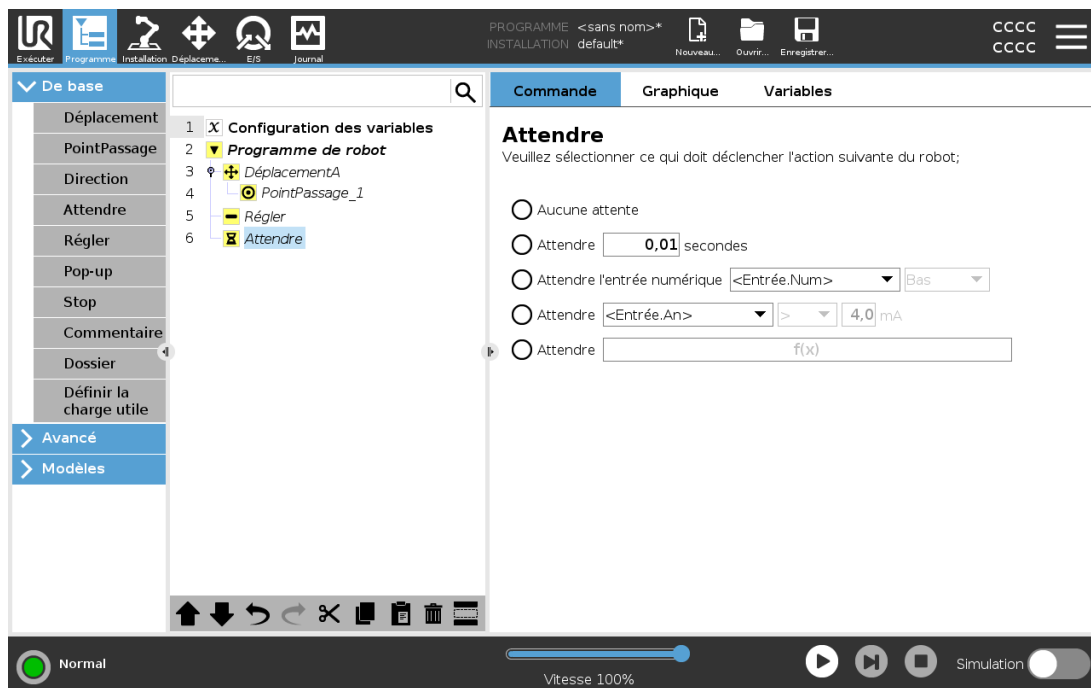 PROGRAMME <sans nom>*
INSTALLATION default*
CCCC
CCCC
Exécuter Programme Installation Déplaceme... E/S Journal
Nouveau... Ouvrir... Enregistrer...
De base
Déplacement
PointPassage
Direction
Attendre
Régler
Pop-up
Stop
Commentaire
Dossier
Définir la
charge utile
Avancé
Modèles
1 X Configuration des variables
2 Programme de robot
3 DéplacementA
4 PointPassage_1
5 Régler
6 Attendre
Commande Graphique Variables
Attendre
Veuillez sélectionner ce qui doit déclencher l'action suivante du robot;
Aucune attente
Attendre 0,01 secondes
Attendre l'entrée numérique <Entrée.Num> Bas
Attendre <Entrée.An> > 4,0 mA
Attendre f(x)
Normal
Vitesse 100%
Simulation